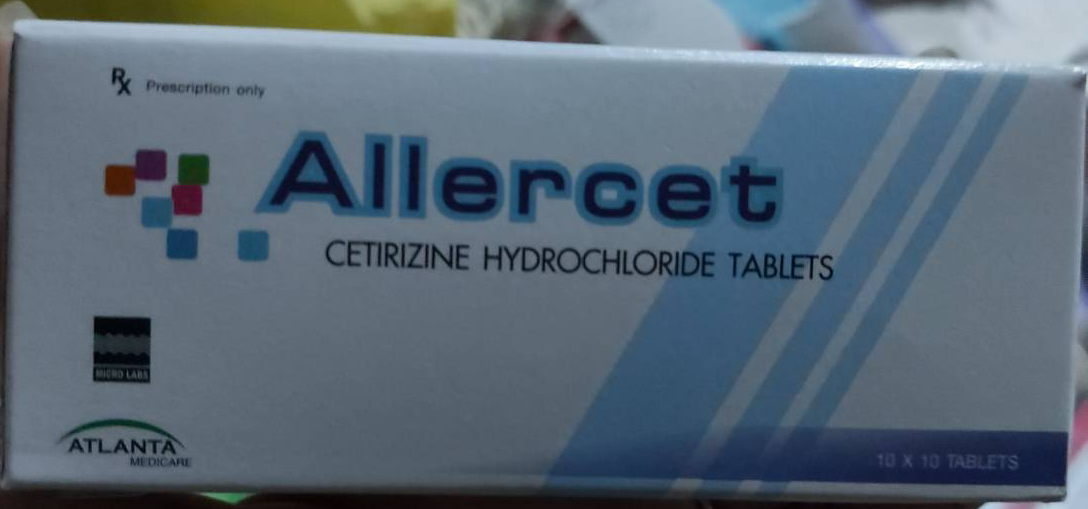 Rx Prescription only
Allercet
CETIRIZINE HYDROCHLORIDE TABLETS
MICRO LABS
ATLANTA
MEDICARE
10 X 10 TABLETS